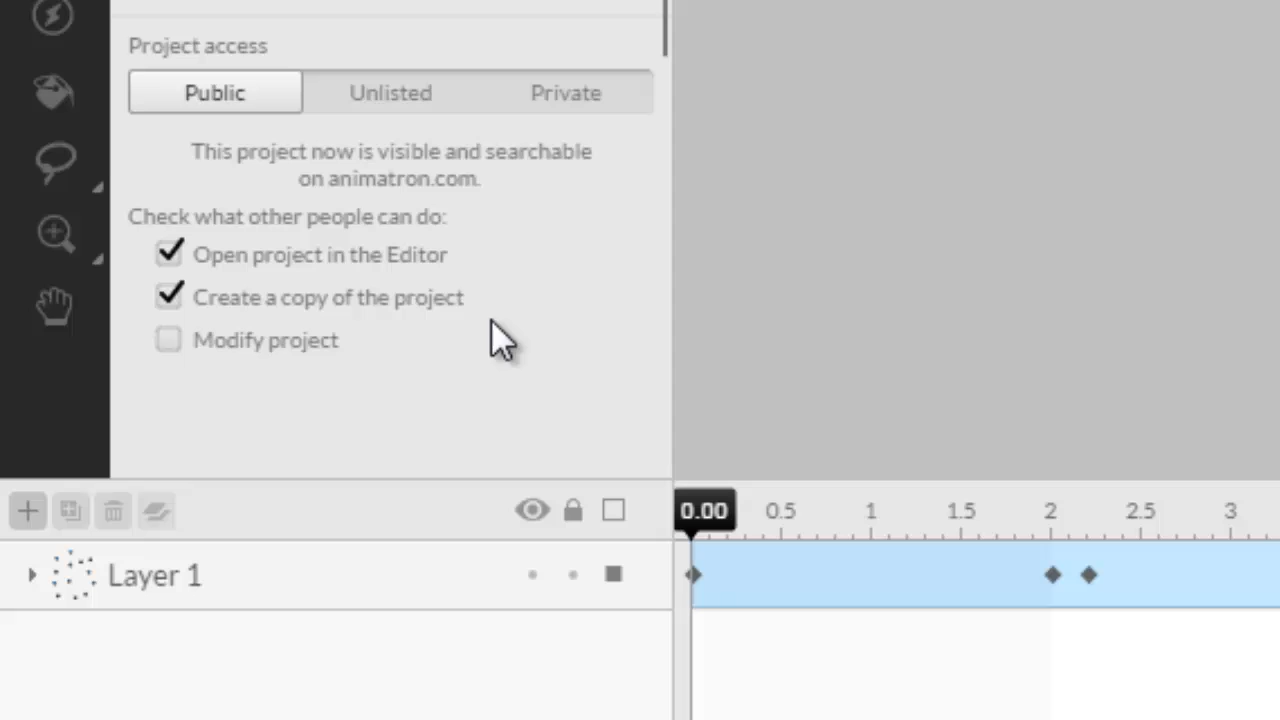 Project access
Public Unlisted Private
This project now is visible and searchable
on animatron.com.
Check what other people can do:
Open project in the Editor
Create a copy of the project
Modify project
0.00 0.5 1 1.5 2 2.5 3
Layer 1